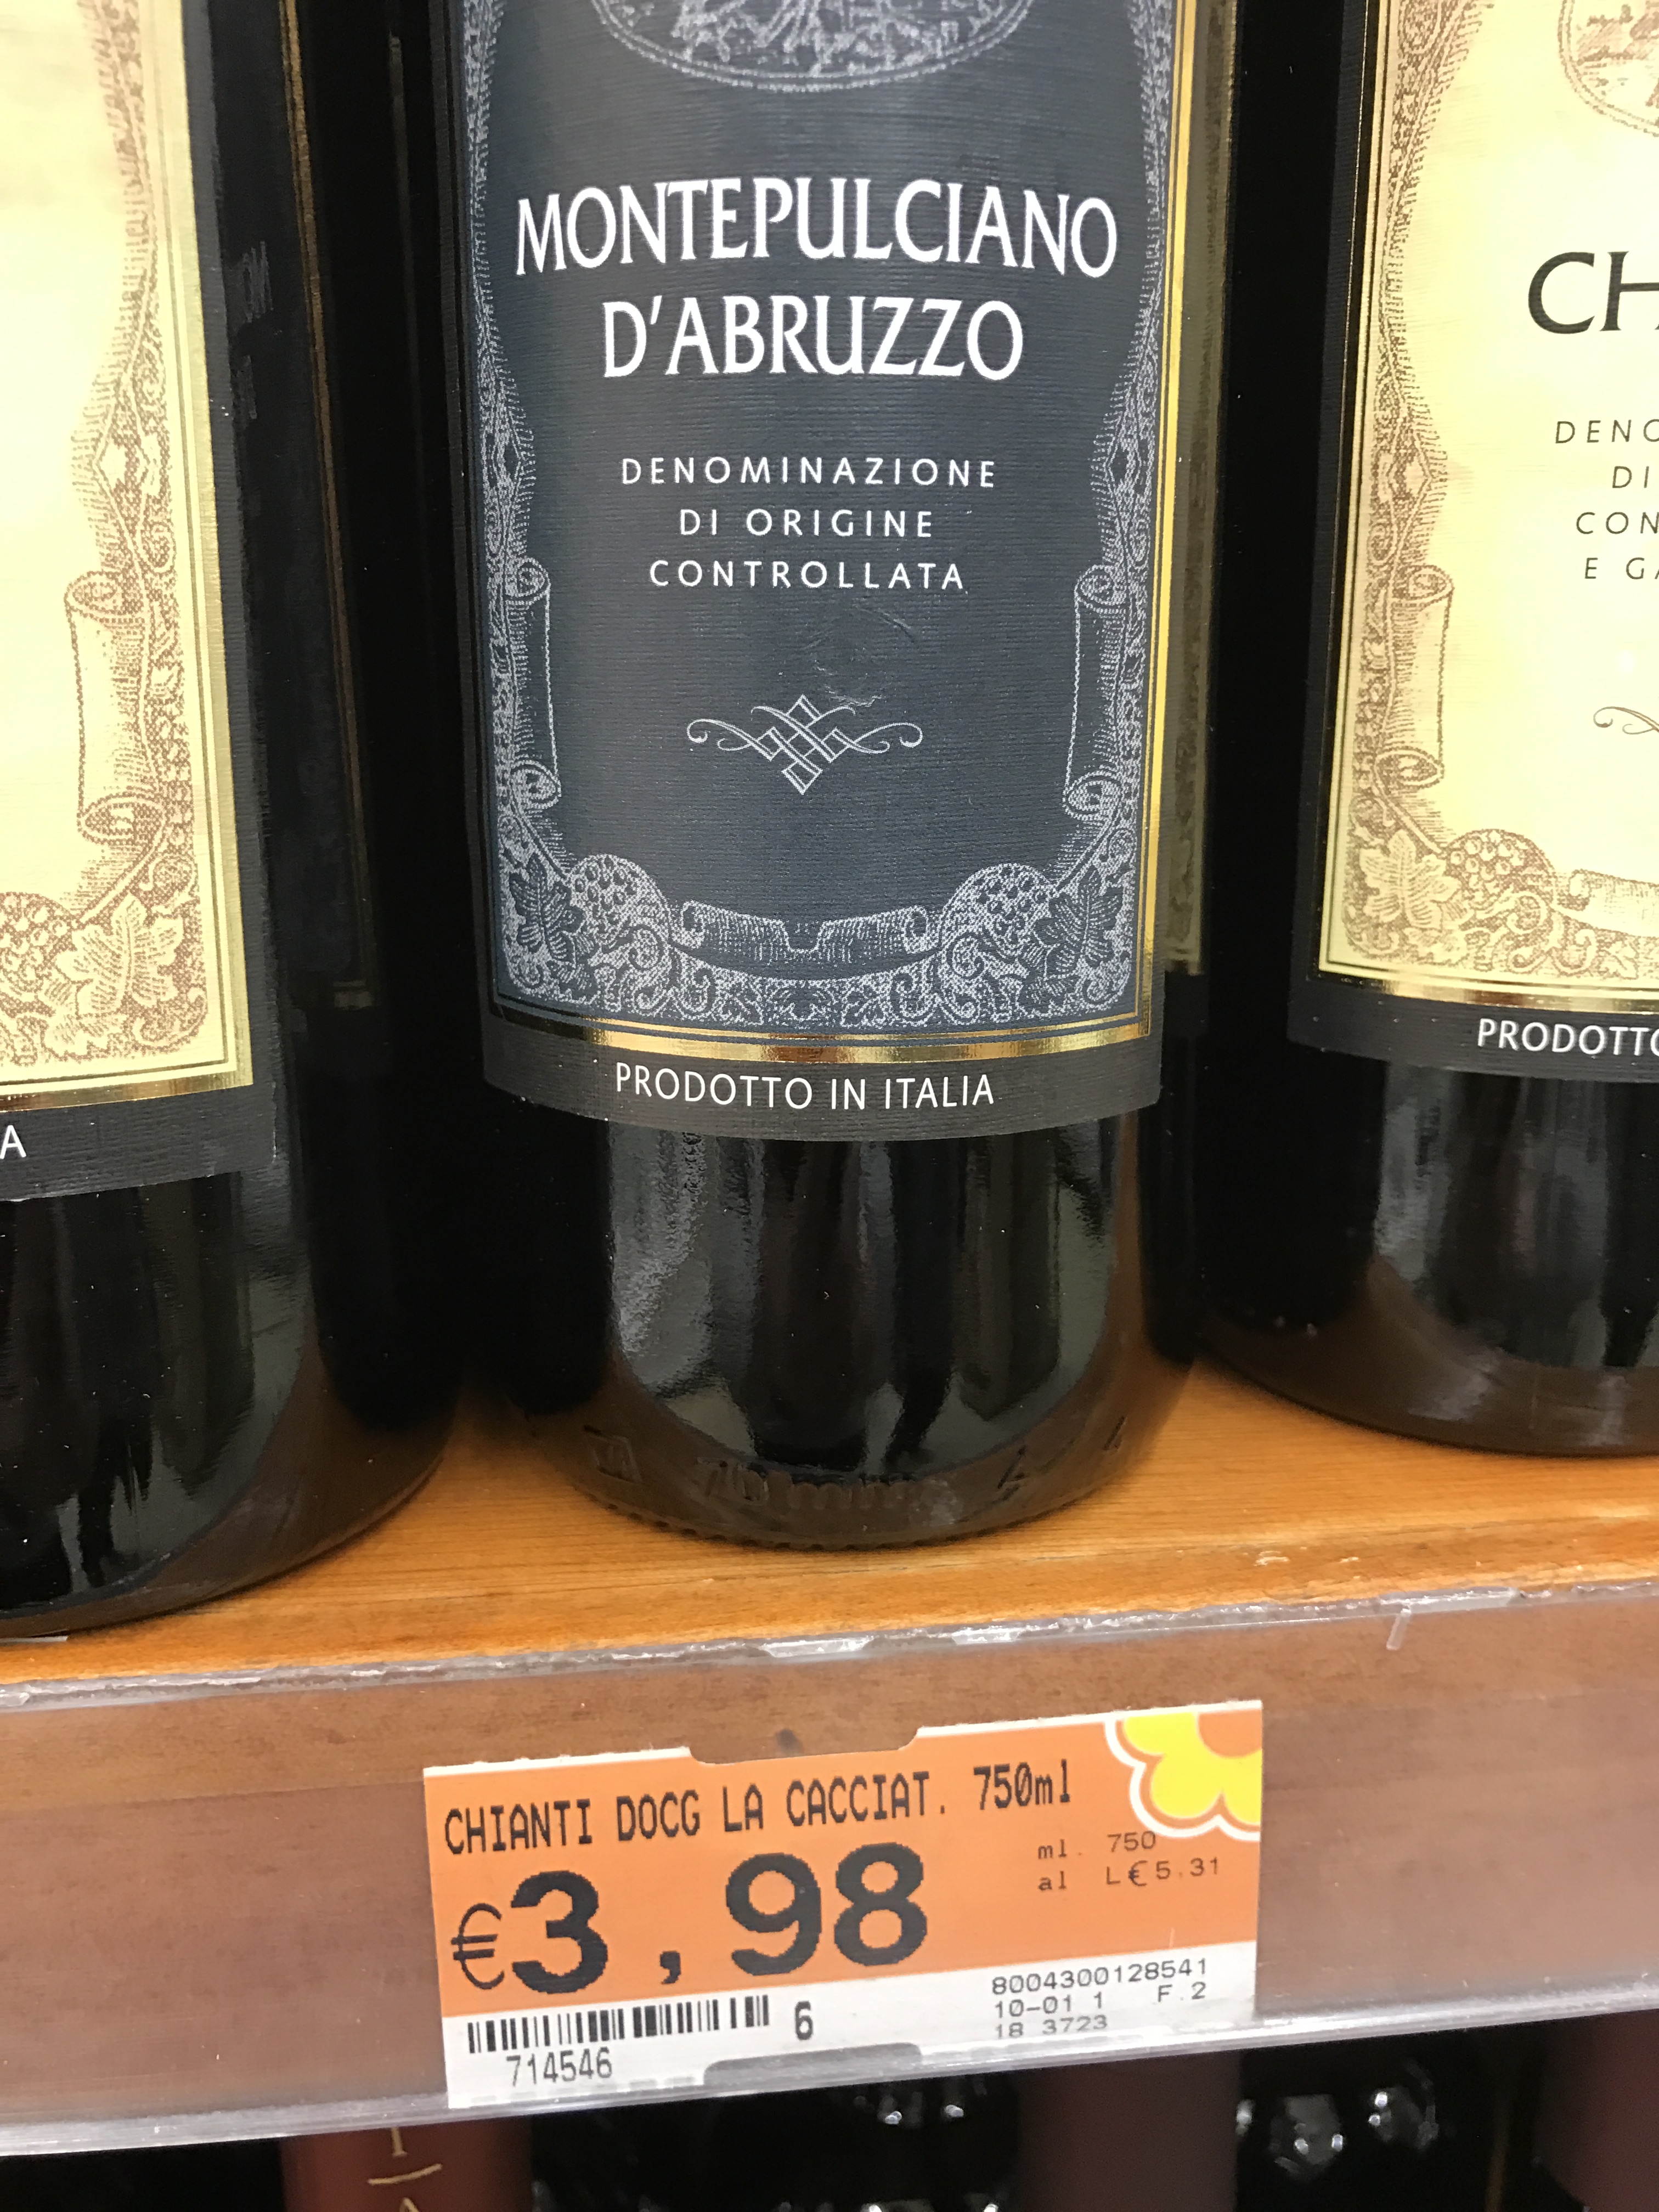 MONTEPULCIANO
D'ABRUZZO
DENOMINAZIONE
DI ORIGINE
CONTROLLATA
PRODOTTO IN ITALIA
A
CH
DENO
DI
CON
E GA
PRODOTTO
CHIANTI DOCG LA CACCIAT. 750ml
€3,98
ml. 750
al L€5.31
8004300128541
10-01 1 F.2
18 3723
6
714546